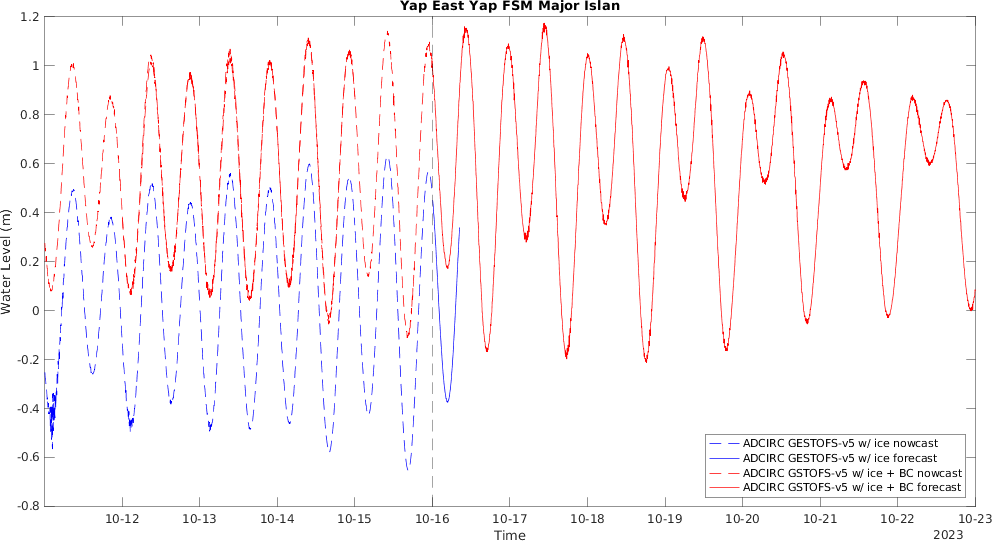 Yap East Yap FSM Major Islan
Water Level (m)
1.2
1
0.8
0.6
0.4
0.2
0
-0.2
-0.4
-0.6
-0.8
ADCIRC GESTOFS-v5 w/ ice nowcast
ADCIRC GESTOFS-v5 w/ ice forecast
ADCIRC GSTOFS-v5 w/ ice + BC nowcast
ADCIRC GSTOFS-v5 w/ ice + BC forecast
10-12 10-13 10-14 10-15 10-16 10-17 10-18 10-19 10-20 10-21 10-22 10-23
Time
2023